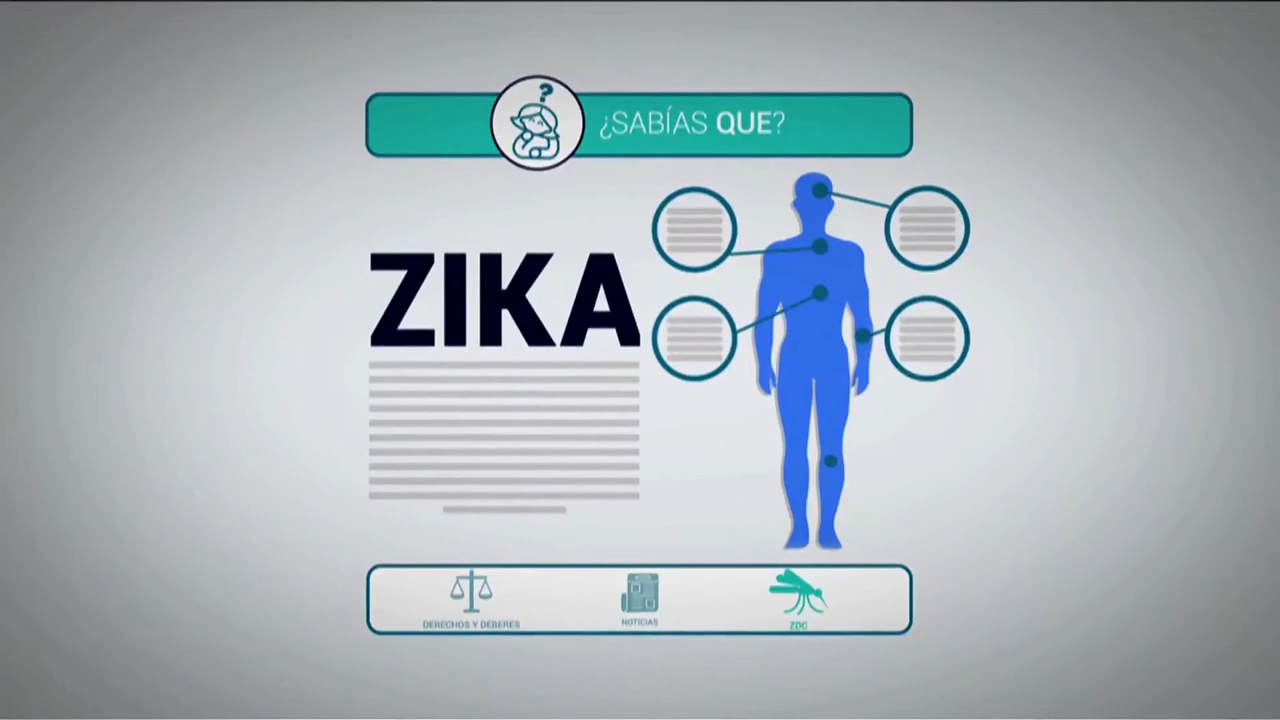 ¿SABÍAS QUE?
ZIKA
DERECHOS Y DEBERES
NOTICIAS
ZDC